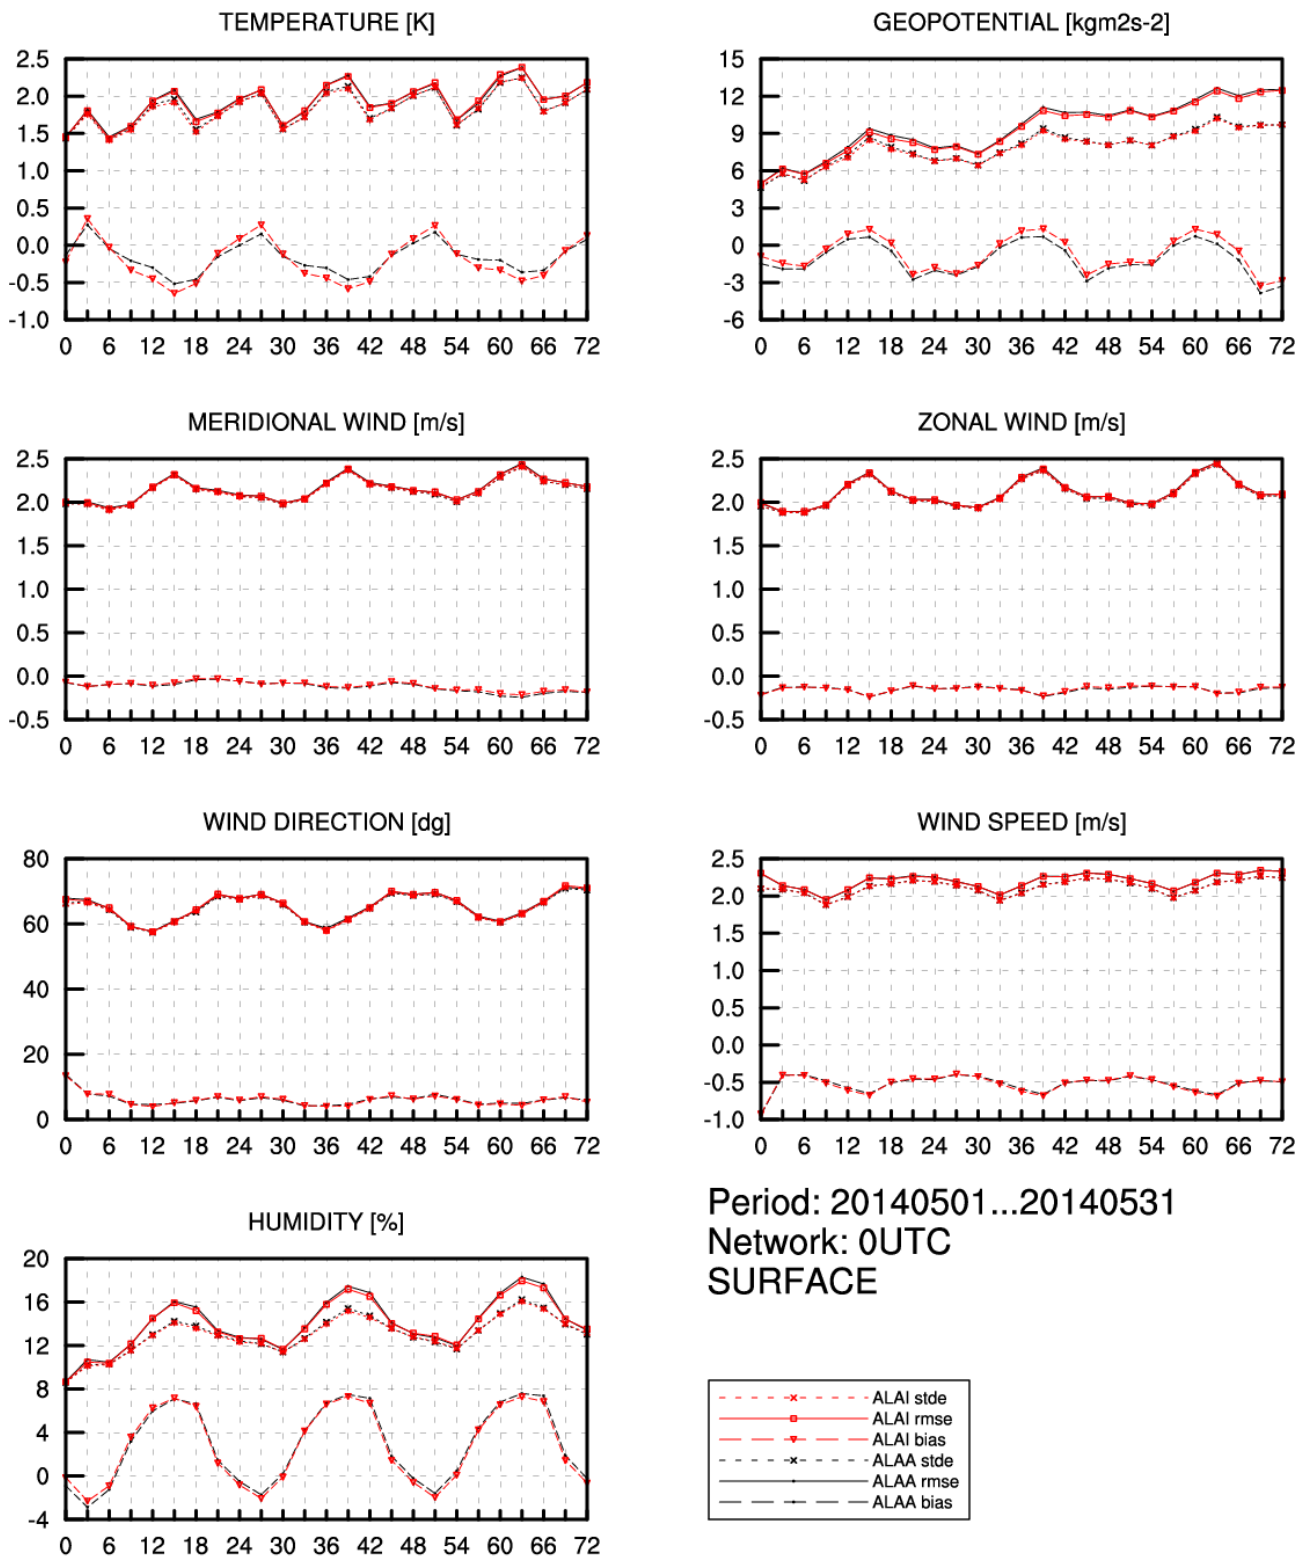 TEMPERATURE [K]
2.5
2.0
1.5
1.0
0.5
0.0
-0.5
-1.0
0 6 12 18 24 30 36 42 48 54 60 66 72
GEOPOTENTIAL [kgm2s-2]
15
12
9
6
3
0
-3
-6
0 6 12 18 24 30 36 42 48 54 60 66 72
MERIDIONAL WIND [m/s]
2.5
2.0
1.5
1.0
0.5
0.0
-0.5
0 6 12 18 24 30 36 42 48 54 60 66 72
ZONAL WIND [m/s]
2.5
2.0
1.5
1.0
0.5
0.0
-0.5
0 6 12 18 24 30 36 42 48 54 60 66 72
WIND DIRECTION [dg]
80
60
40
20
0
0 6 12 18 24 30 36 42 48 54 60 66 72
WIND SPEED [m/s]
2.5
2.0
1.5
1.0
0.5
0.0
-0.5
-1.0
0 6 12 18 24 30 36 42 48 54 60 66 72
HUMIDITY [%]
20
16
12
8
4
0
-4
0 6 12 18 24 30 36 42 48 54 60 66 72
Period: 20140501...20140531
Network: 0UTC
SURFACE
ALAI stde
ALAI rmse
ALAI bias
ALAA stde
ALAA rmse
ALAA bias